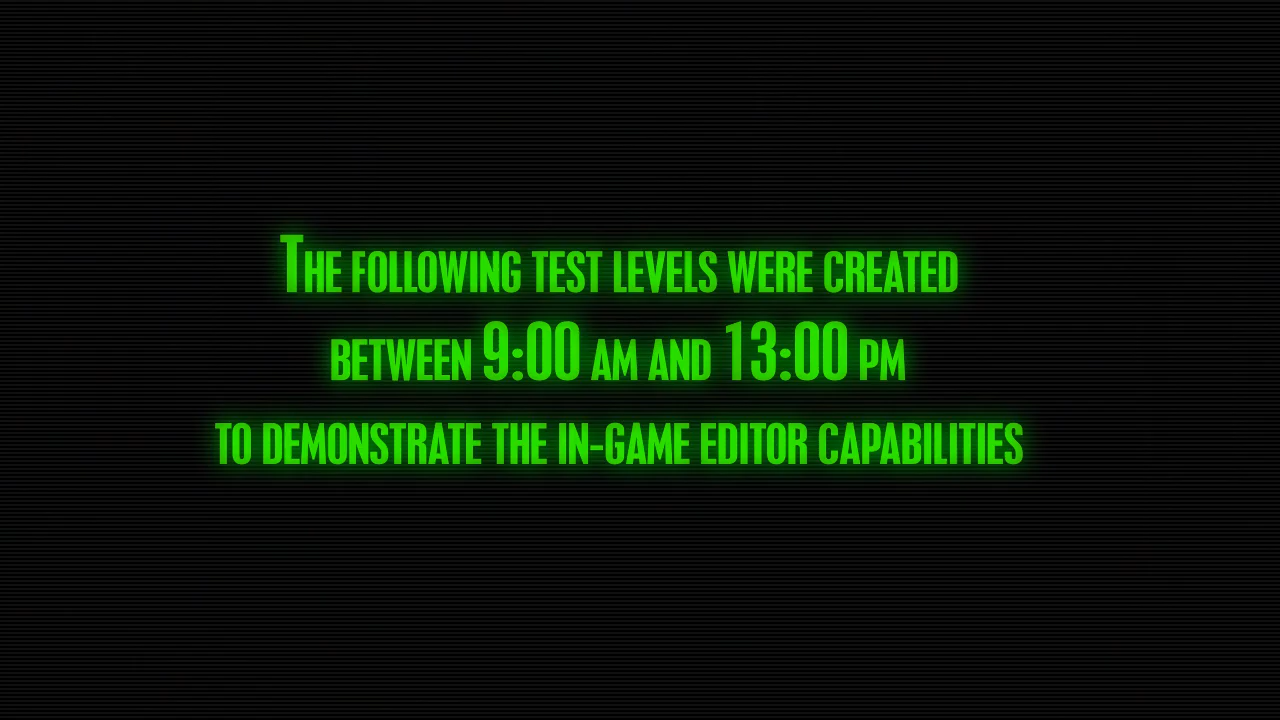 The following test levels were created
between 9:00 am and 13:00 pm
to demonstrate the in-game editor capabilities